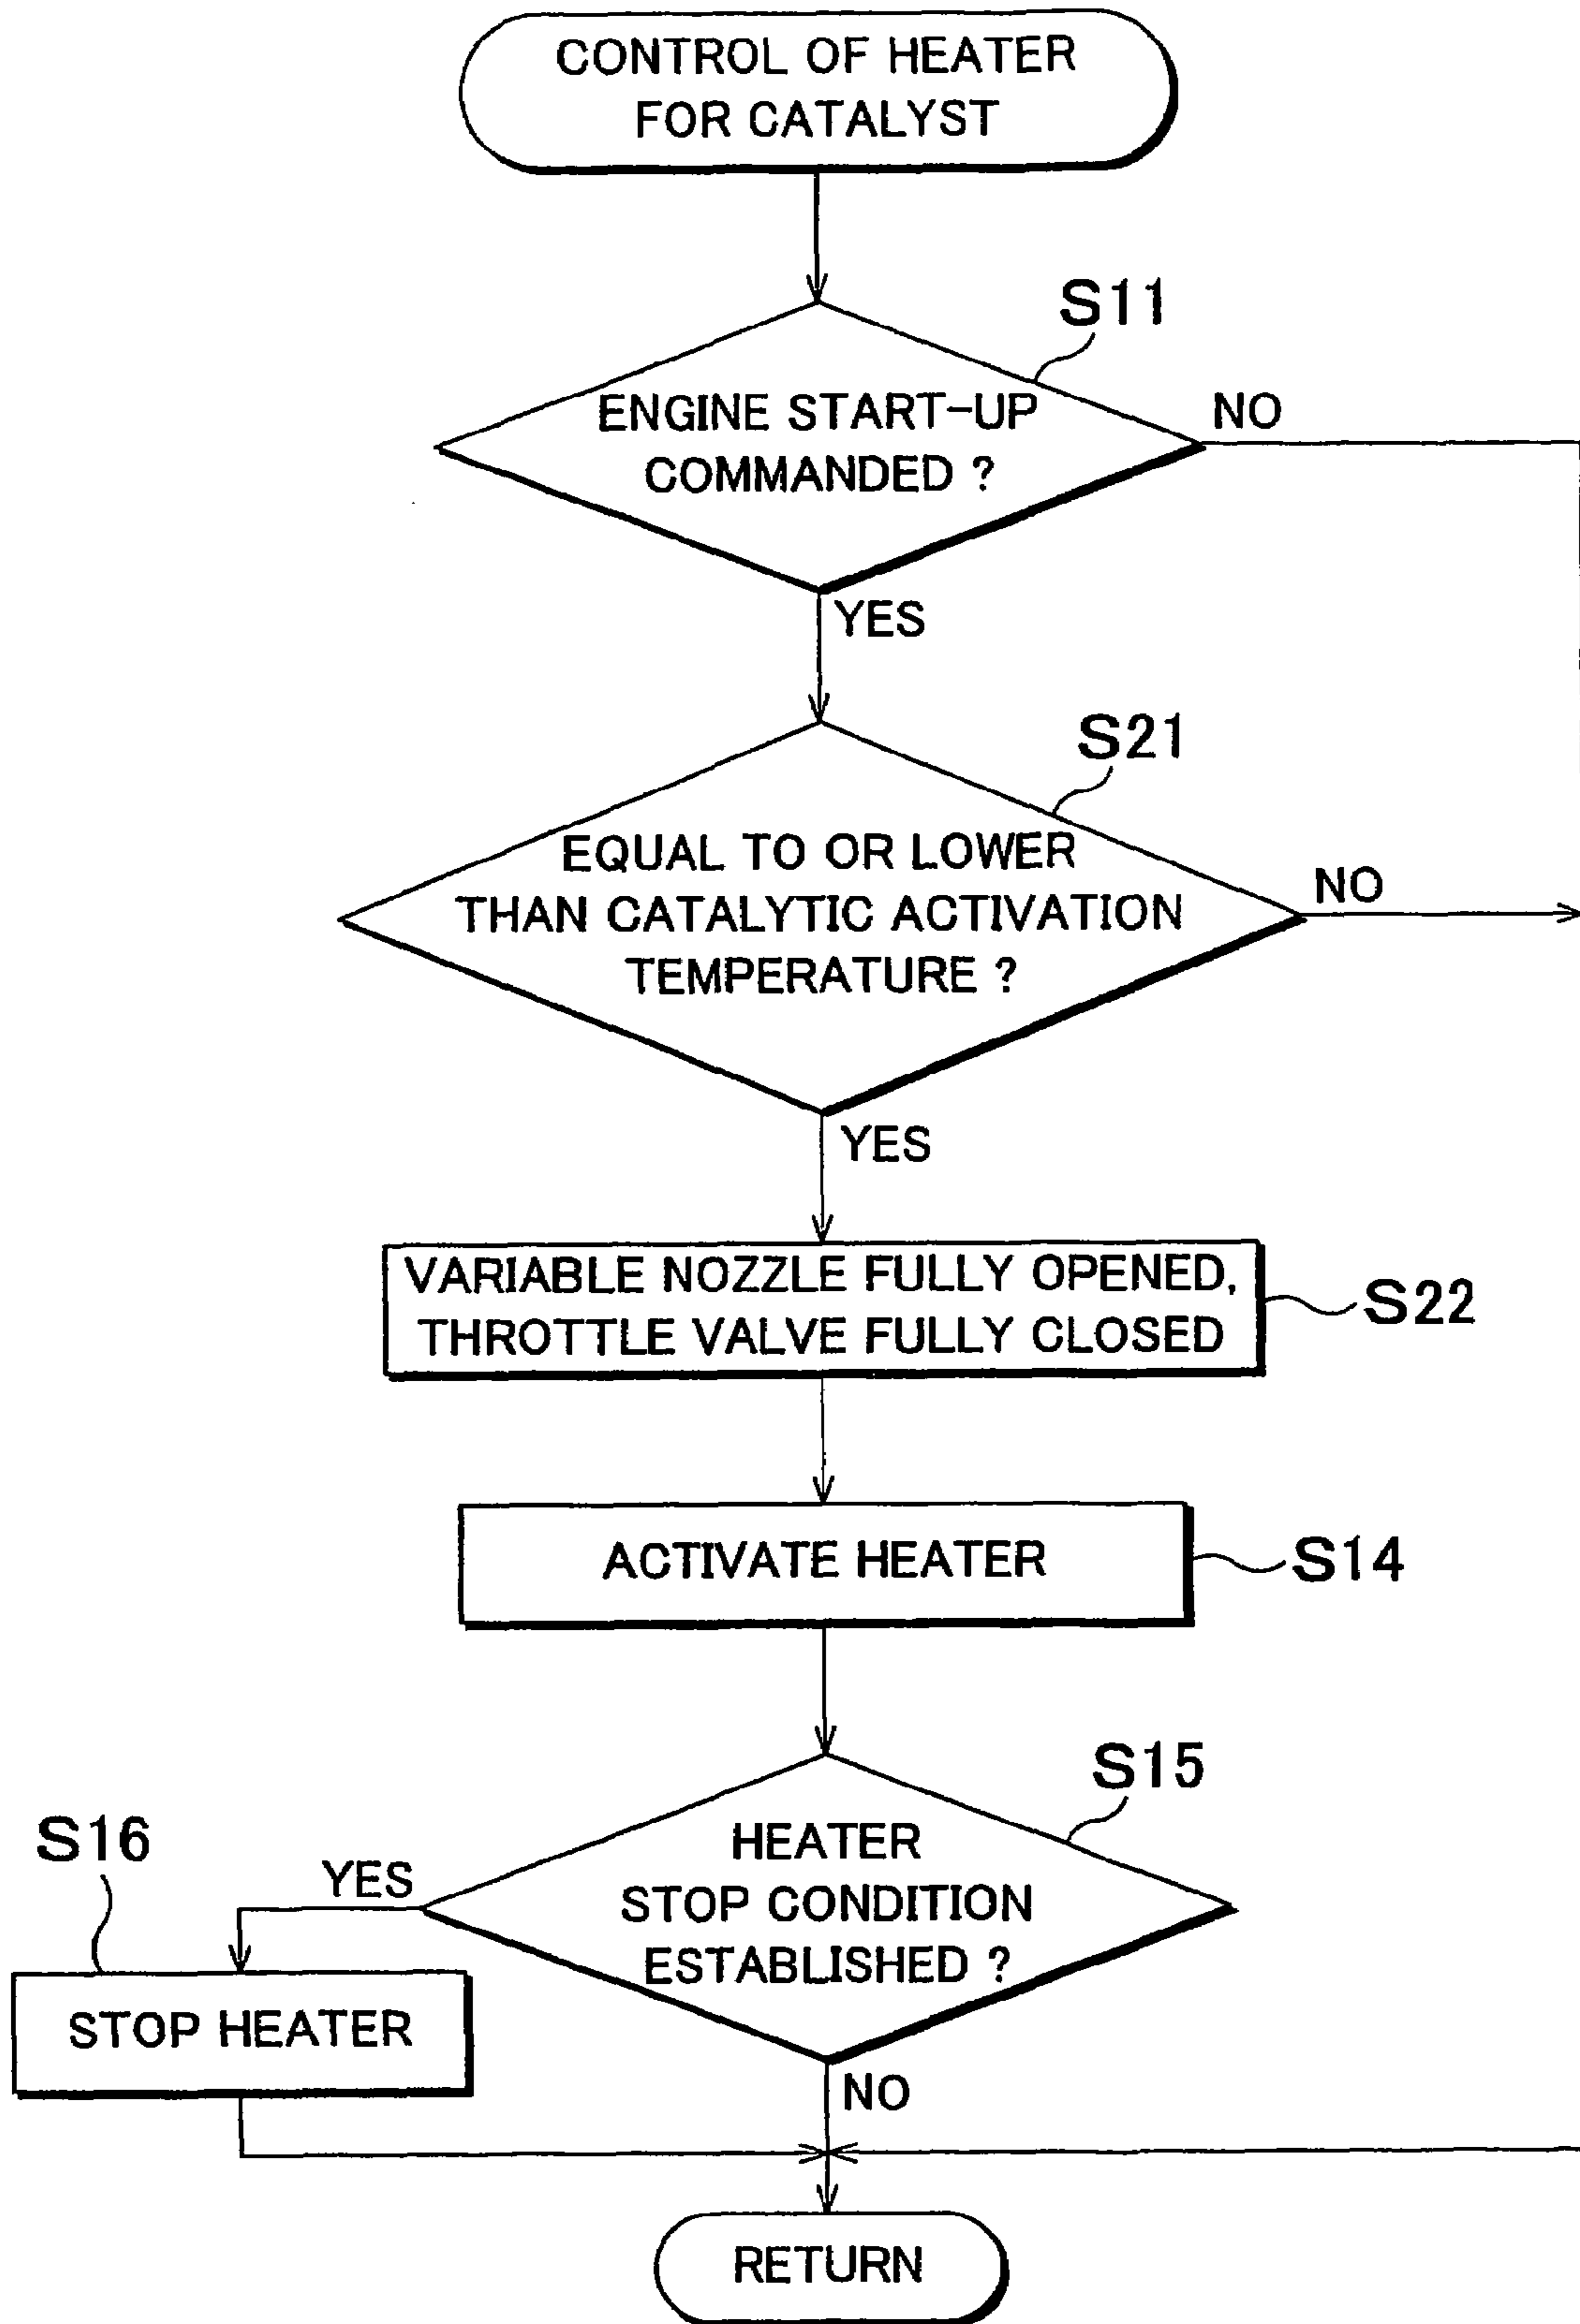 CONTROL OF HEATER
FOR CATALYST
S11
ENGINE START-UP
COMMANDED ?
NO
YES
S21
EQUAL TO OR LOWER
THAN CATALYTIC ACTIVATION
TEMPERATURE ?
NO
YES
VARIABLE NOZZLE FULLY OPENED,
THROTTLE VALVE FULLY CLOSED
S22
ACTIVATE HEATER
S14
S15
HEATER
STOP CONDITION
ESTABLISHED ?
YES
S16
STOP HEATER
NO
RETURN